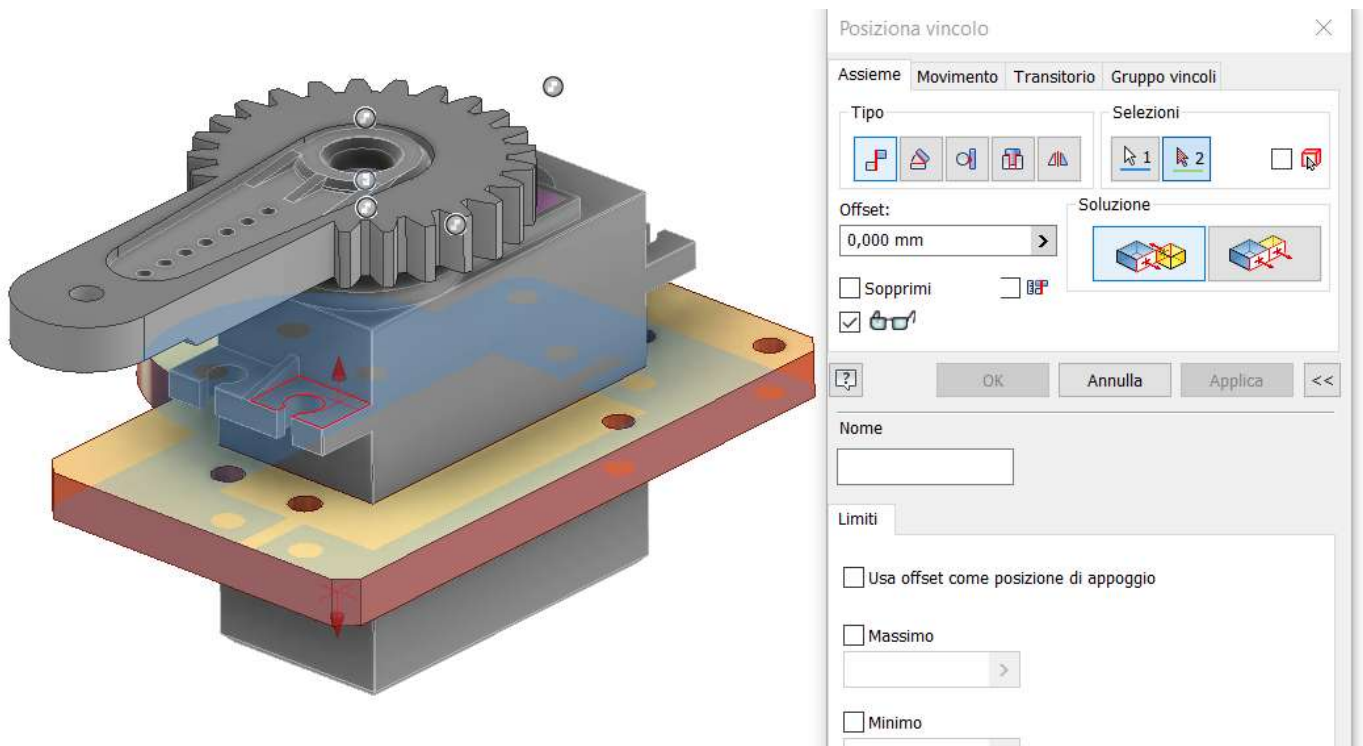 Posiziona vincolo
Assieme Movimento Transitorio Gruppo vincoli
Tipo
Selezioni
1
2
Offset:
0,000 mm
Soluzione
Sopprimi
OK Annulla Applica <<
Nome
Limiti
Usa offset come posizione di appoggio
Massimo
Minimo